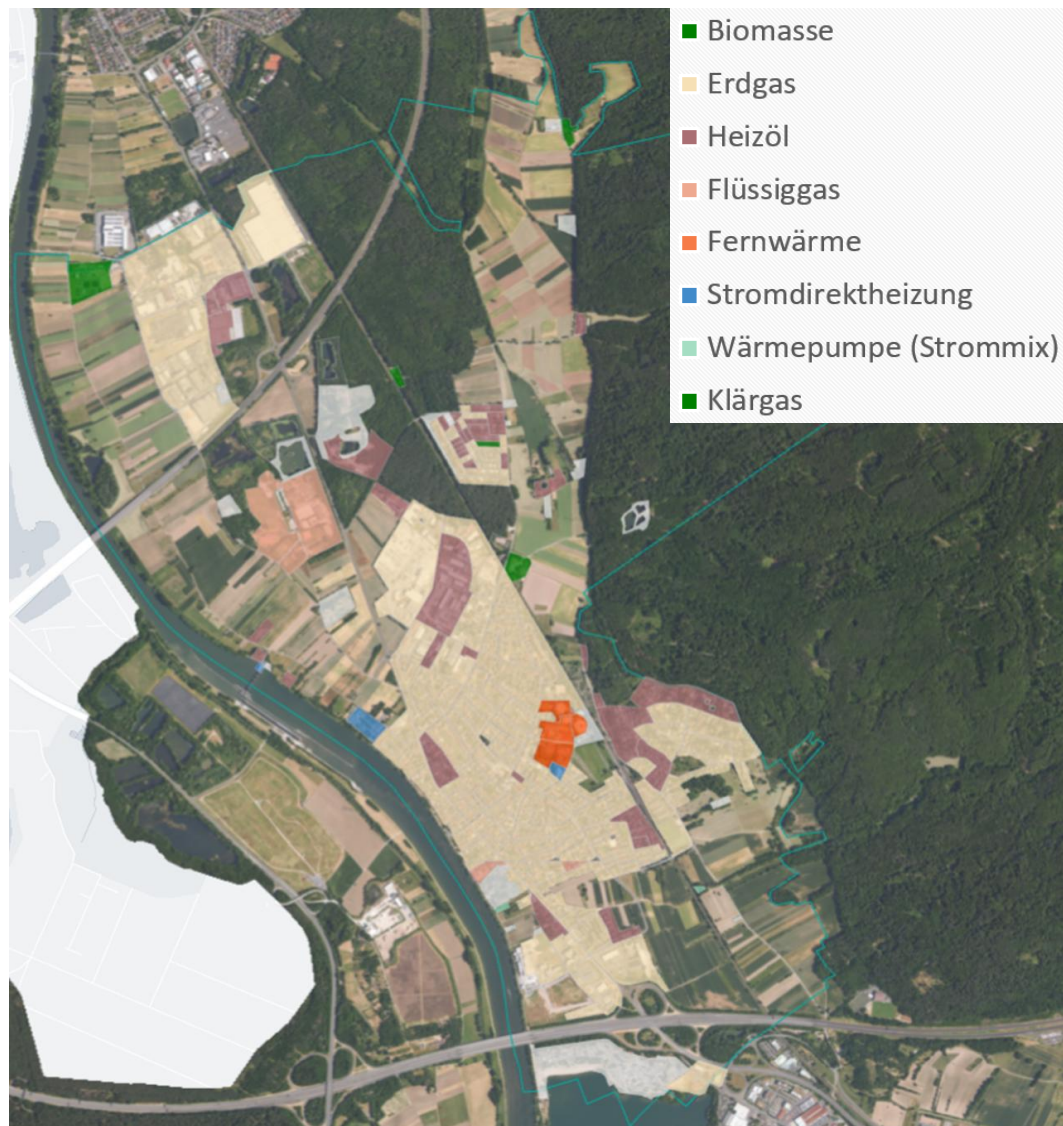 Biomasse
Erdgas
Heizöl
Flüssiggas
Fernwärme
Stromdirektheizung
Wärmepumpe (Strommix)
Klärgas